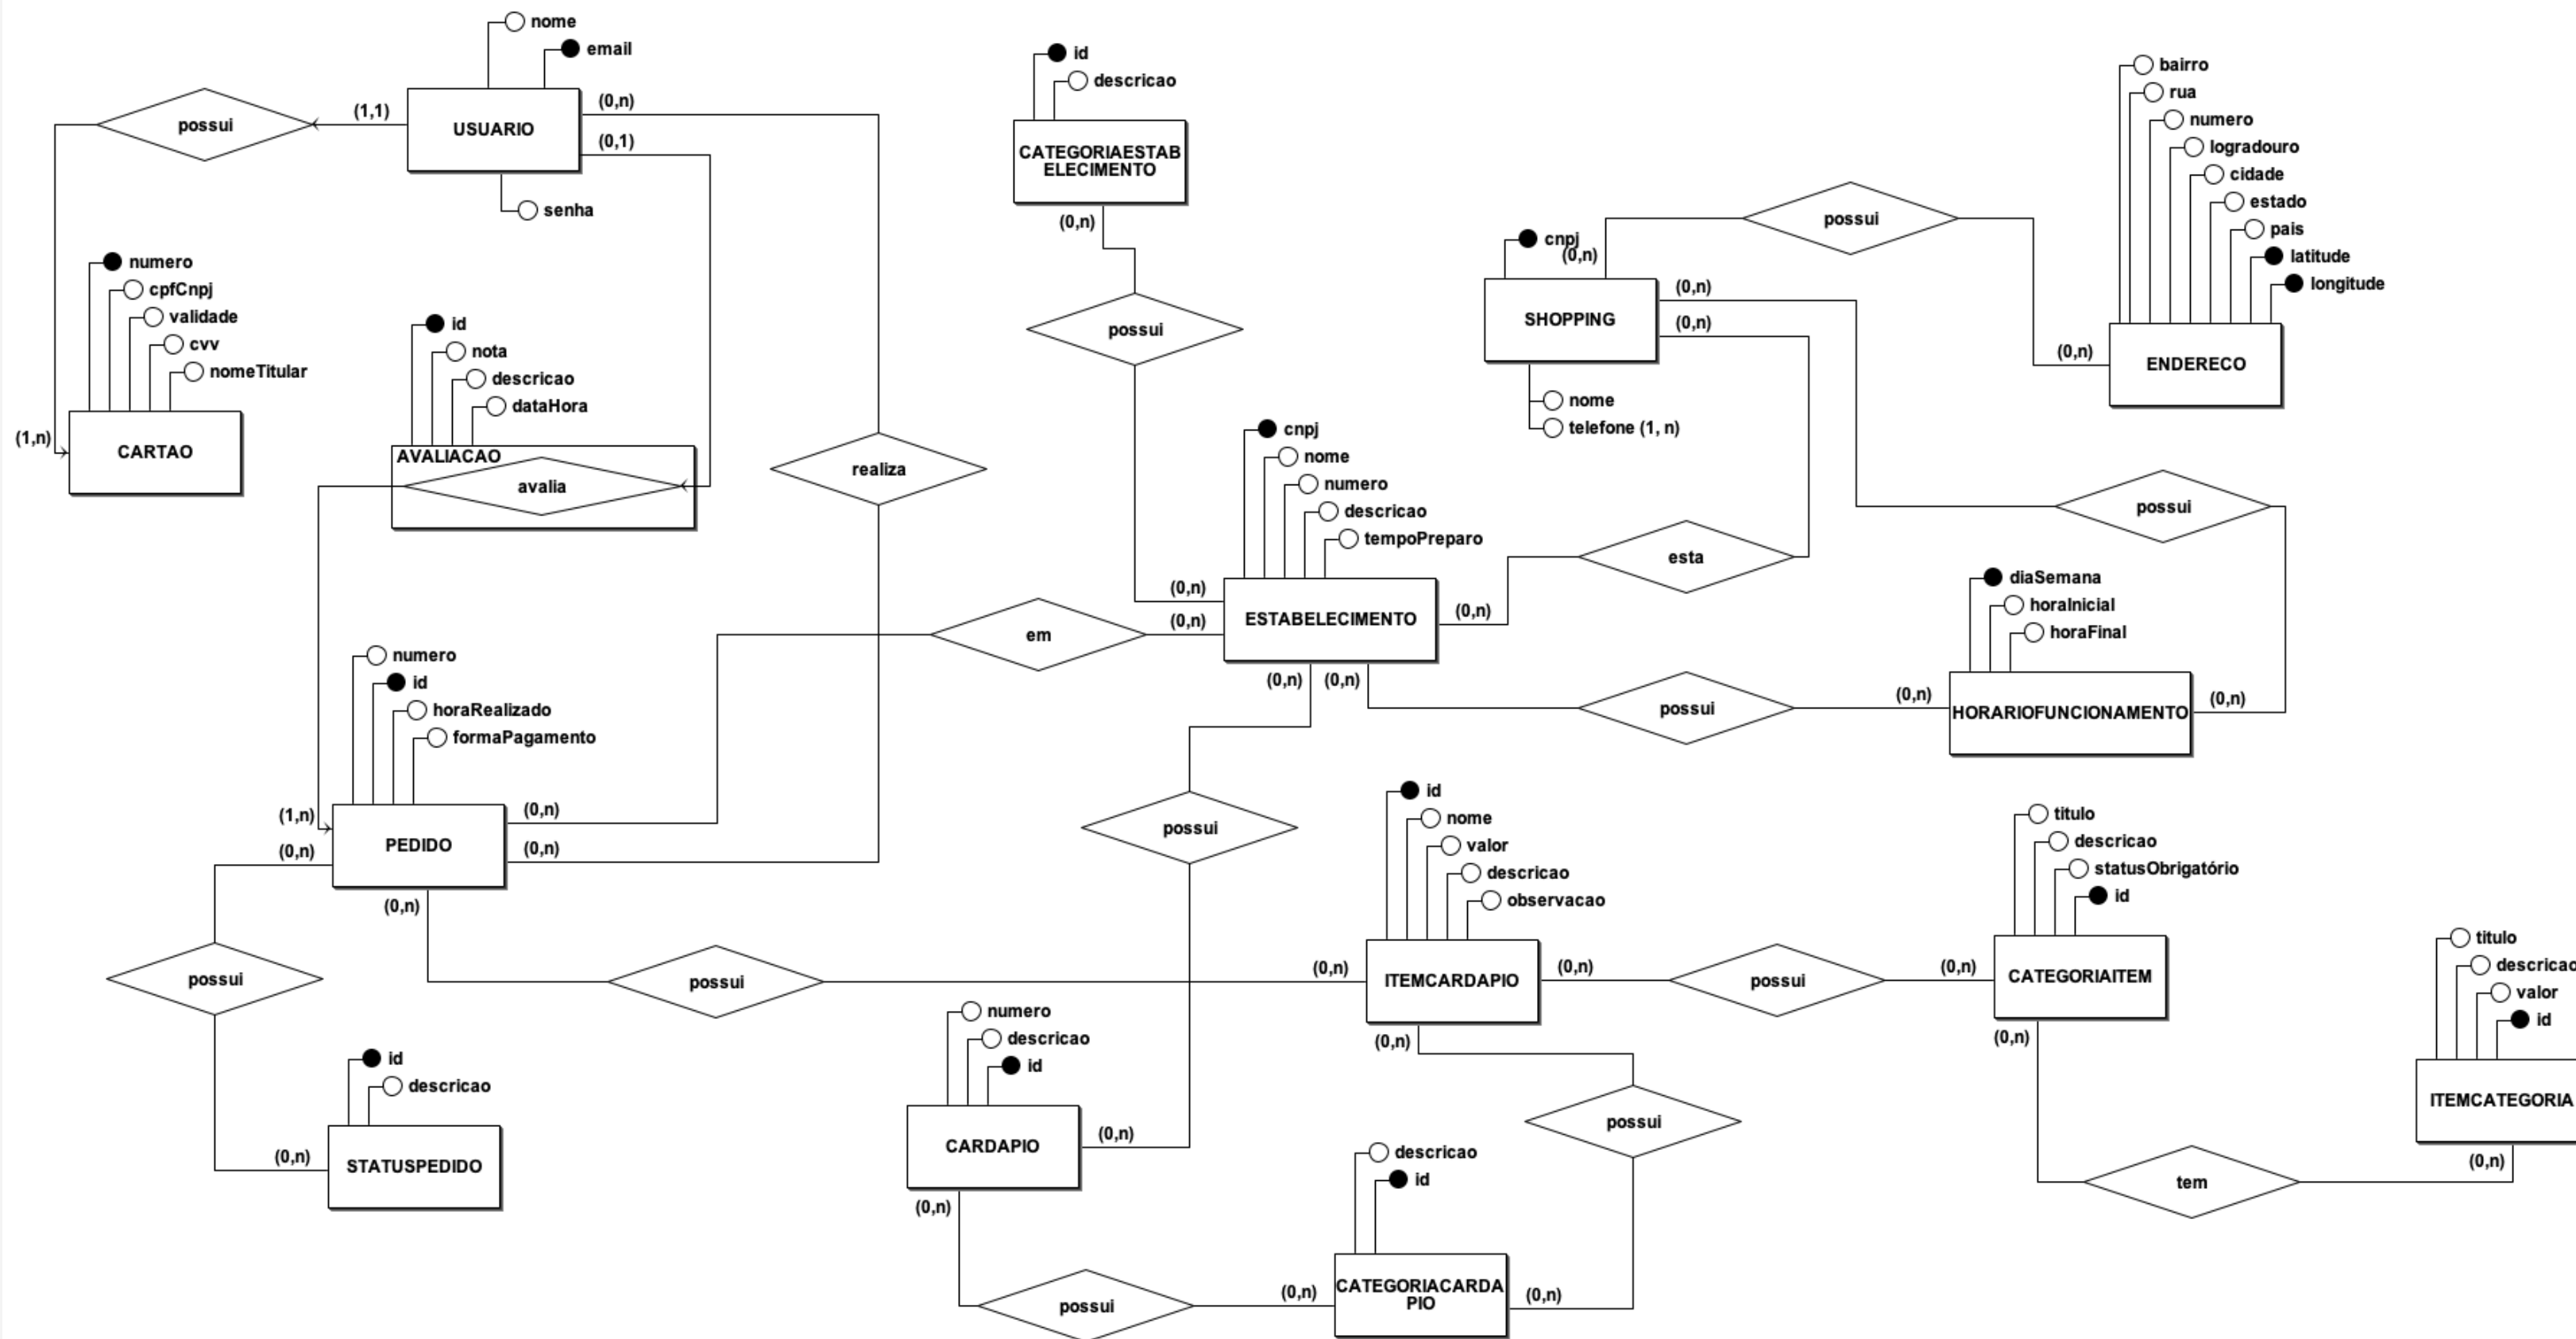 nome
email
USUARIO
(1,1)
(0,n)
(0,1)
possui
senha
numero
cpfCnpj
validade
cvv
nomeTitular
(1,n)
CARTAO
id
nota
descricao
dataHora
AVALIACAO
avalia
realiza
id
descricao
CATEGORIAESTAB
ELECIMENTO
(0,n)
possui
cnpj
(0,n)
SHOPPING
(0,n)
(0,n)
nome
telefone (1, n)
possui
bairro
rua
numero
logradouro
cidade
estado
pais
latitude
longitude
(0,n)
ENDERECO
cnpj
nome
numero
descricao
tempoPreparo
(0,n)
(0,n)
ESTABELECIMENTO
(0,n)
(0,n)
(0,n)
esta
possui
em
diaSemana
horaInicial
horaFinal
(0,n)
HORARIOFUNCIONAMENTO
(0,n)
possui
numero
id
horaRealizado
formaPagamento
(1,n)
(0,n)
PEDIDO
(0,n)
(0,n)
(0,n)
possui
possui
possui
id
nome
valor
descricao
observacao
(0,n)
ITEMCARDAPIO
(0,n)
(0,n)
possui
titulo
descricao
statusObrigatório
id
(0,n)
CATEGORIAITEM
(0,n)
titulo
descricao
valor
id
ITEMCATEGORIA
(0,n)
tem
possui
id
descricao
(0,n)
STATUSPEDIDO
numero
descricao
id
CARDAPIO
(0,n)
(0,n)
possui
descricao
id
(0,n)
CATEGORIACARDA
PIO
(0,n)